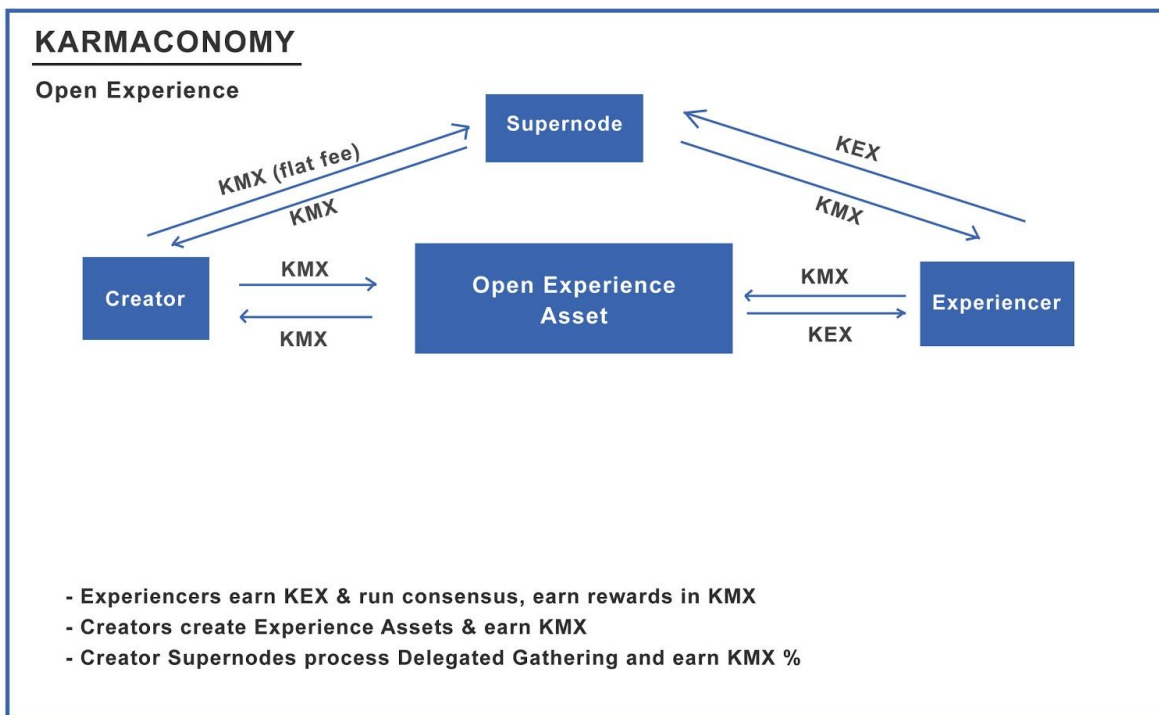 KARMACONOMY
Open Experience
Supernode
KMX (flat fee)
KMX
KEX
KMX
Creator
KMX
KMX
Open Experience
Asset
KMX
KEX
Experiencer
- Experiencers earn KEX & run consensus, earn rewards in KMX
- Creators create Experience Assets & earn KMX
- Creator Supernodes process Delegated Gathering and earn KMX %